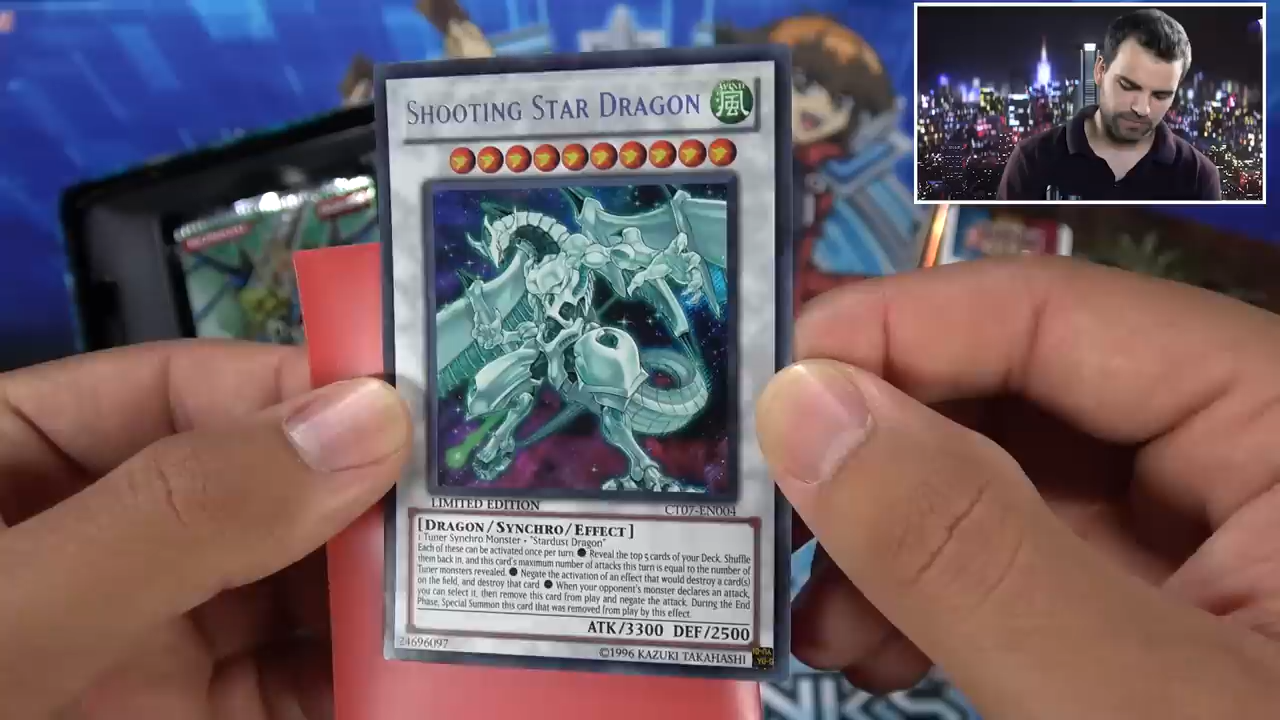 SHOOTING STAR DRAGON
WIND
風
LIMITED EDITION
CT07-EN004
[DRAGON/SYNCHRO/EFFECT]
1 Tuner Synchro Monster + "Stardust Dragon"
Each of these can be activated once per turn. ● Reveal the top 5 cards of your Deck. Shuffle
them back in, and this card's maximum number of attacks this turn is equal to the number of
Tuner monsters revealed. ● Negate the activation of an effect that would destroy a card(s)
on the field, and destroy that card ● When your opponent's monster declares an attack,
you can select it, then remove this card from play and negate the attack. During the End
Phase, Special Summon this card that was removed from play by this effect.
ATK/3300 DEF/2500
24696097
©1996 KAZUKI TAKAHASHI